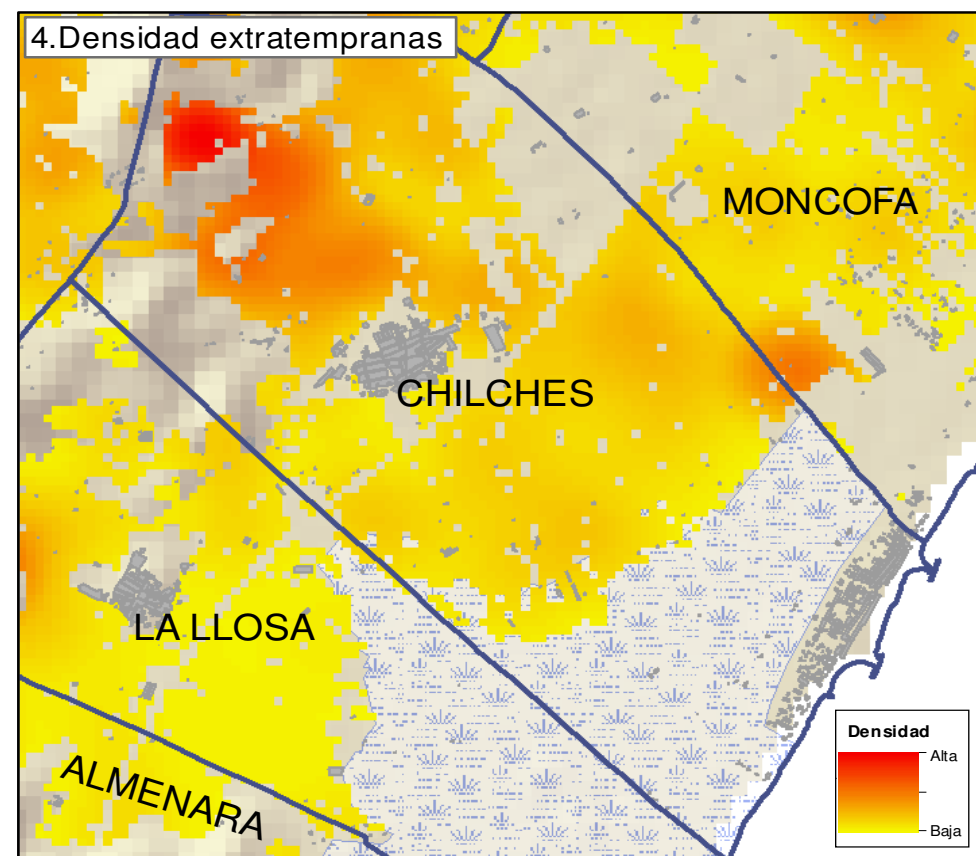 4.Densidad extratempranas
MONCOFA
CHILCHES
LA LLOSA
ALMENARA
Densidad
Alta
Baja